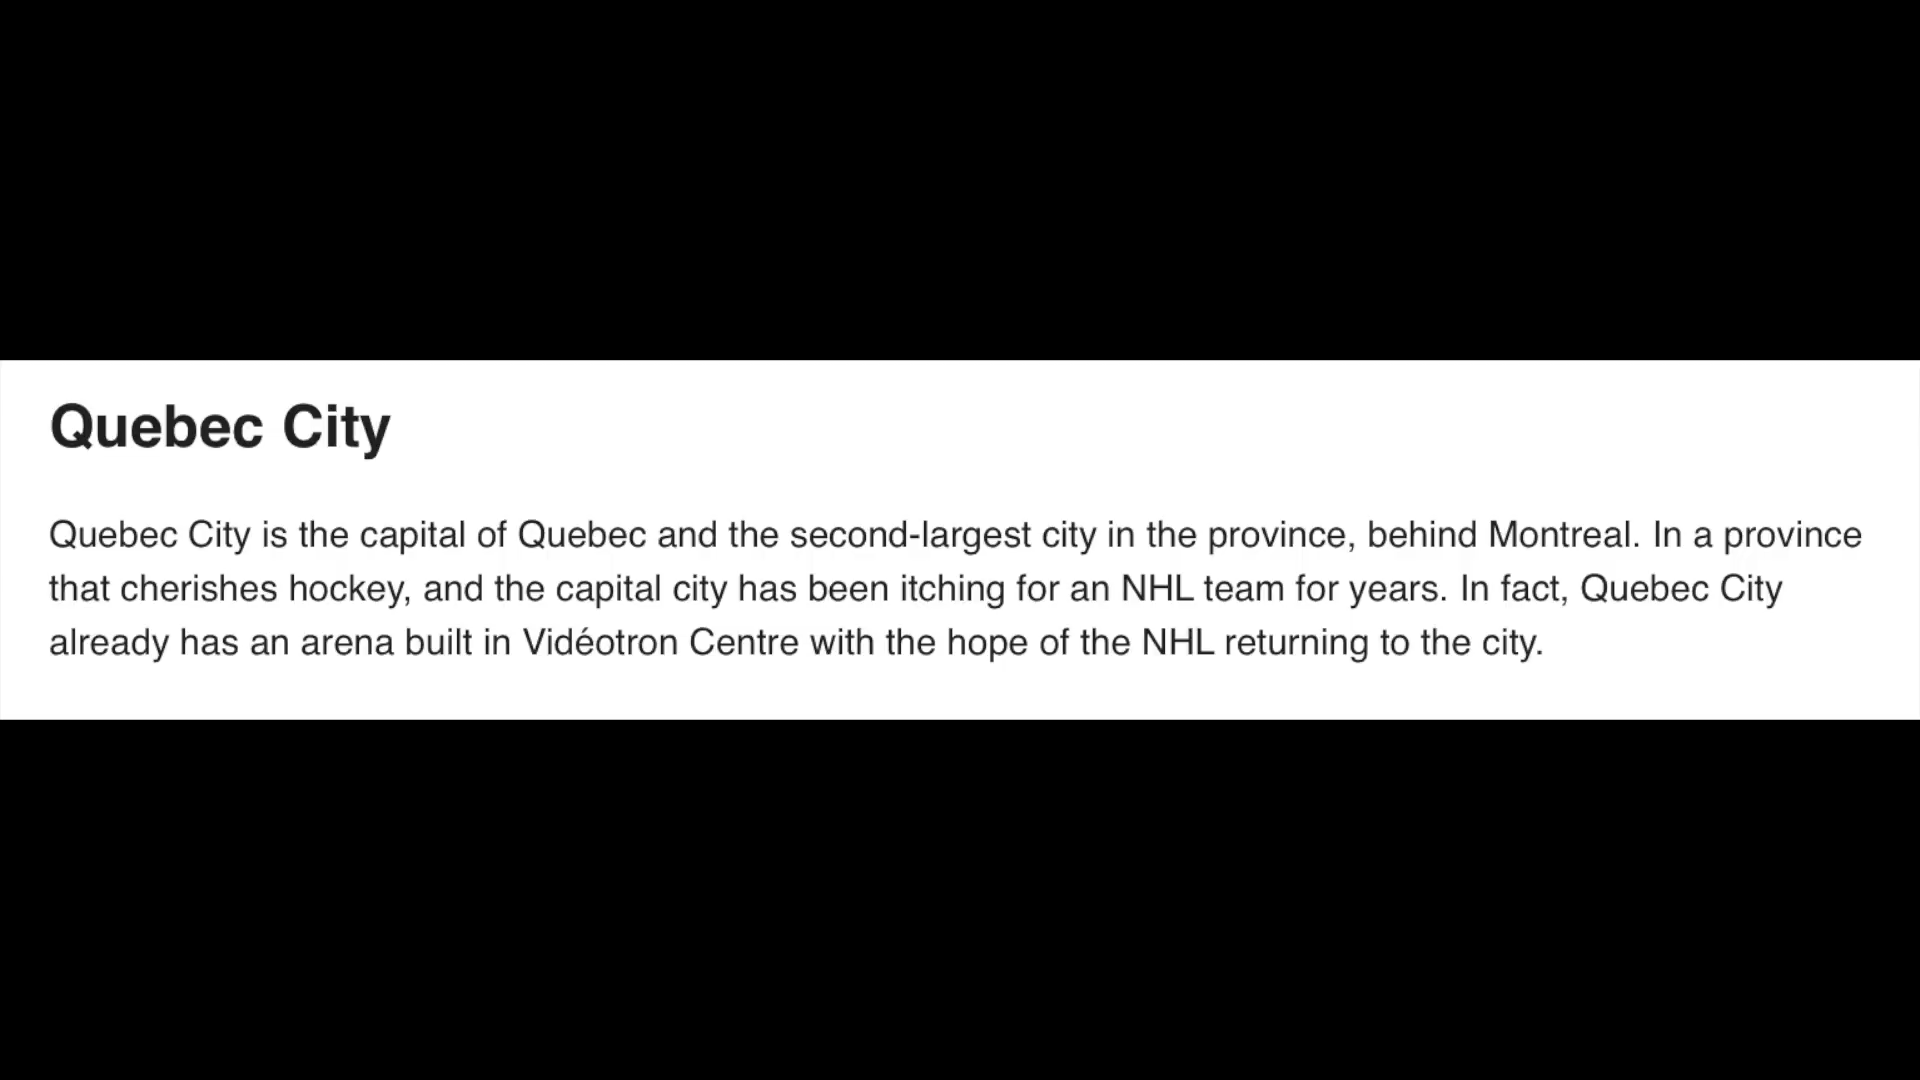 Quebec City
Quebec City is the capital of Quebec and the second-largest city in the province, behind Montreal. In a province
that cherishes hockey, and the capital city has been itching for an NHL team for years. In fact, Quebec City
already has an arena built in Vidéotron Centre with the hope of the NHL returning to the city.